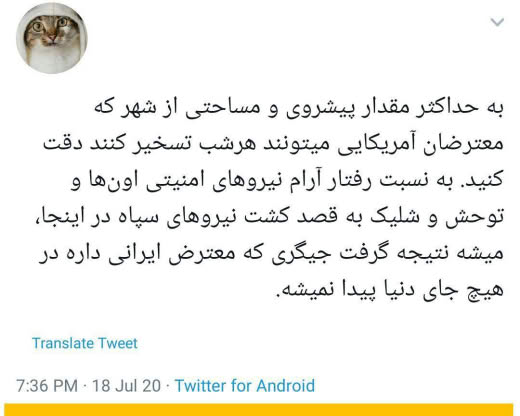 به حداکثر مقدار پیشروی و مساحتی از شهر که
معترضان آمریکایی میتونند هرشب تسخیر کنند دقت
کنید. به نسبت رفتار آرام نیروهای امنیتی اون‌ها و
توحش و شلیک به قصد کشت نیروهای سپاه در اینجا،
میشه نتیجه گرفت جیگری که معترض ایرانی داره در
هیچ جای دنیا پیدا نمیشه.
Translate Tweet
7:36 PM · 18 Jul 20 · Twitter for Android